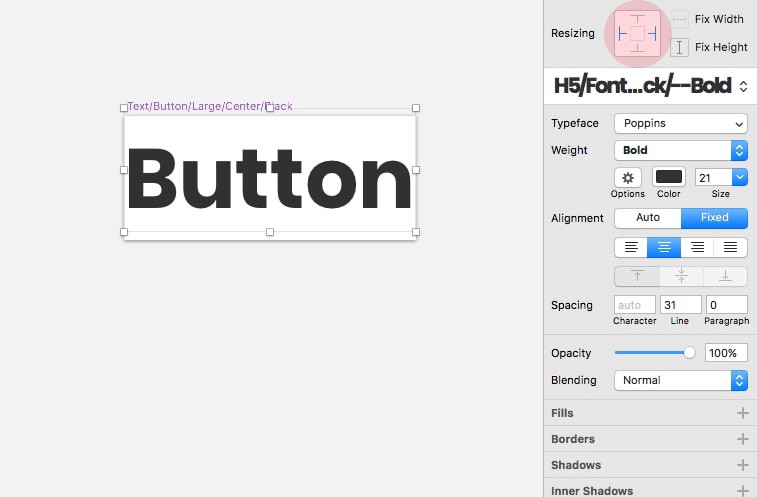 Text/Button/Large/Center/Black
Button
Resizing
Fix Width
Fix Height
H5/Font...ck/--Bold
Typeface
Poppins
Weight
Bold
21
Options
Color
Size
Alignment
Auto
Fixed
Spacing
auto
31
0
Character
Line
Paragraph
Opacity
100%
Blending
Normal
Fills
Borders
Shadows
Inner Shadows